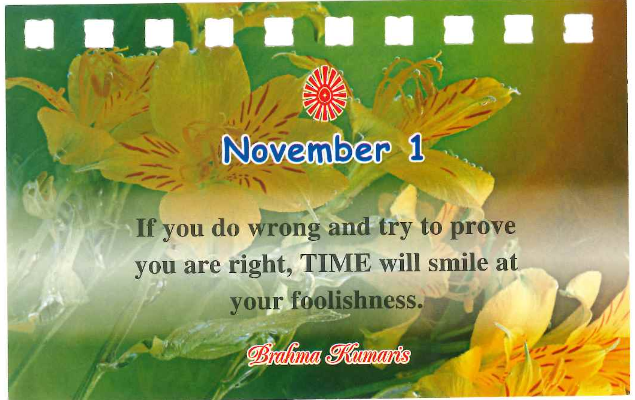 November 1
If you do wrong and try to prove
you are right, TIME will smile at
your foolishness.
Brahma Kumaris